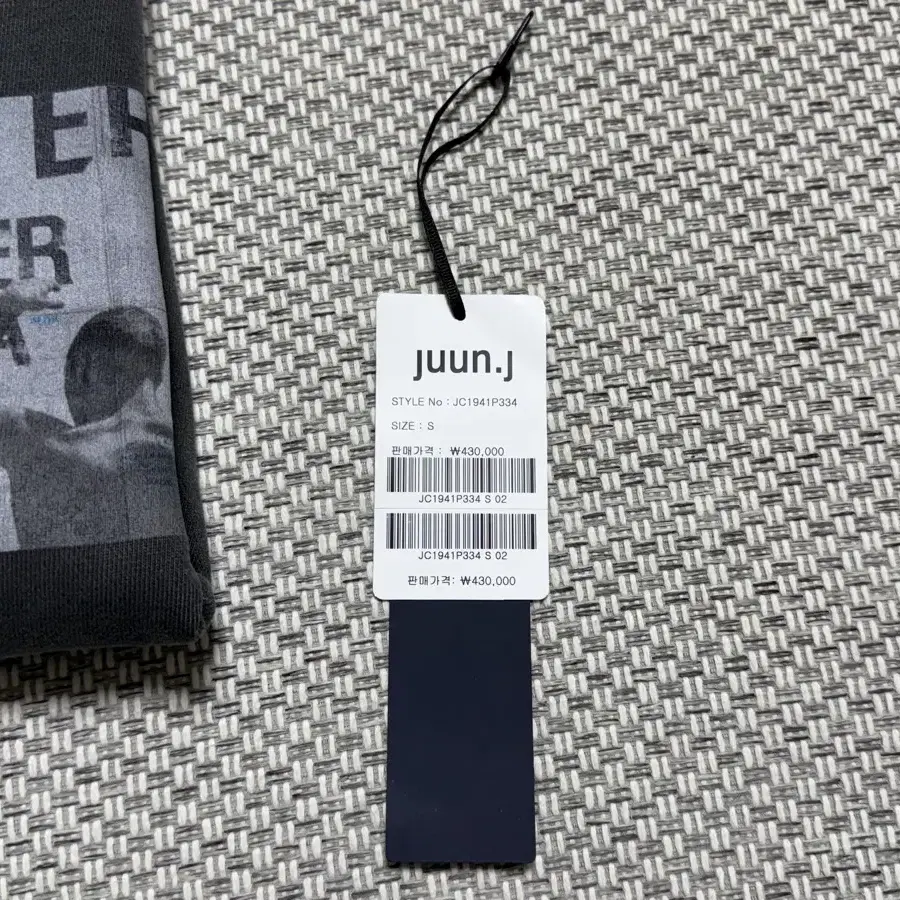 ER
ER
juun.j
STYLE No : JC1941P334
SIZE : S
판매가격 : ₩430,000
JC1941P334 S 02
JC1941P334 S 02
판매가격: ₩430,000